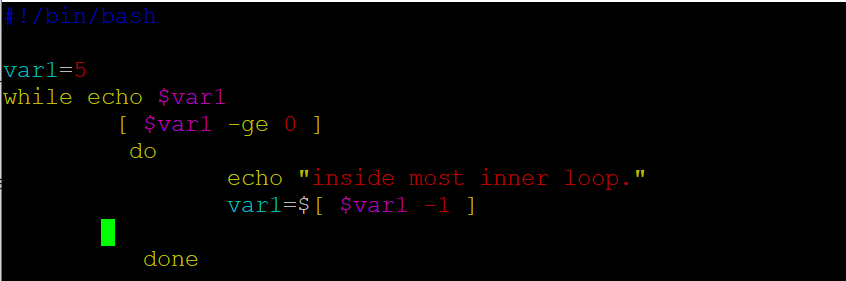 #!/bin/bash
var1=5
while echo $var1
[ $var1 -ge 0 ]
do
echo "inside most inner loop."
var1=$[ $var1 -1 ]
done